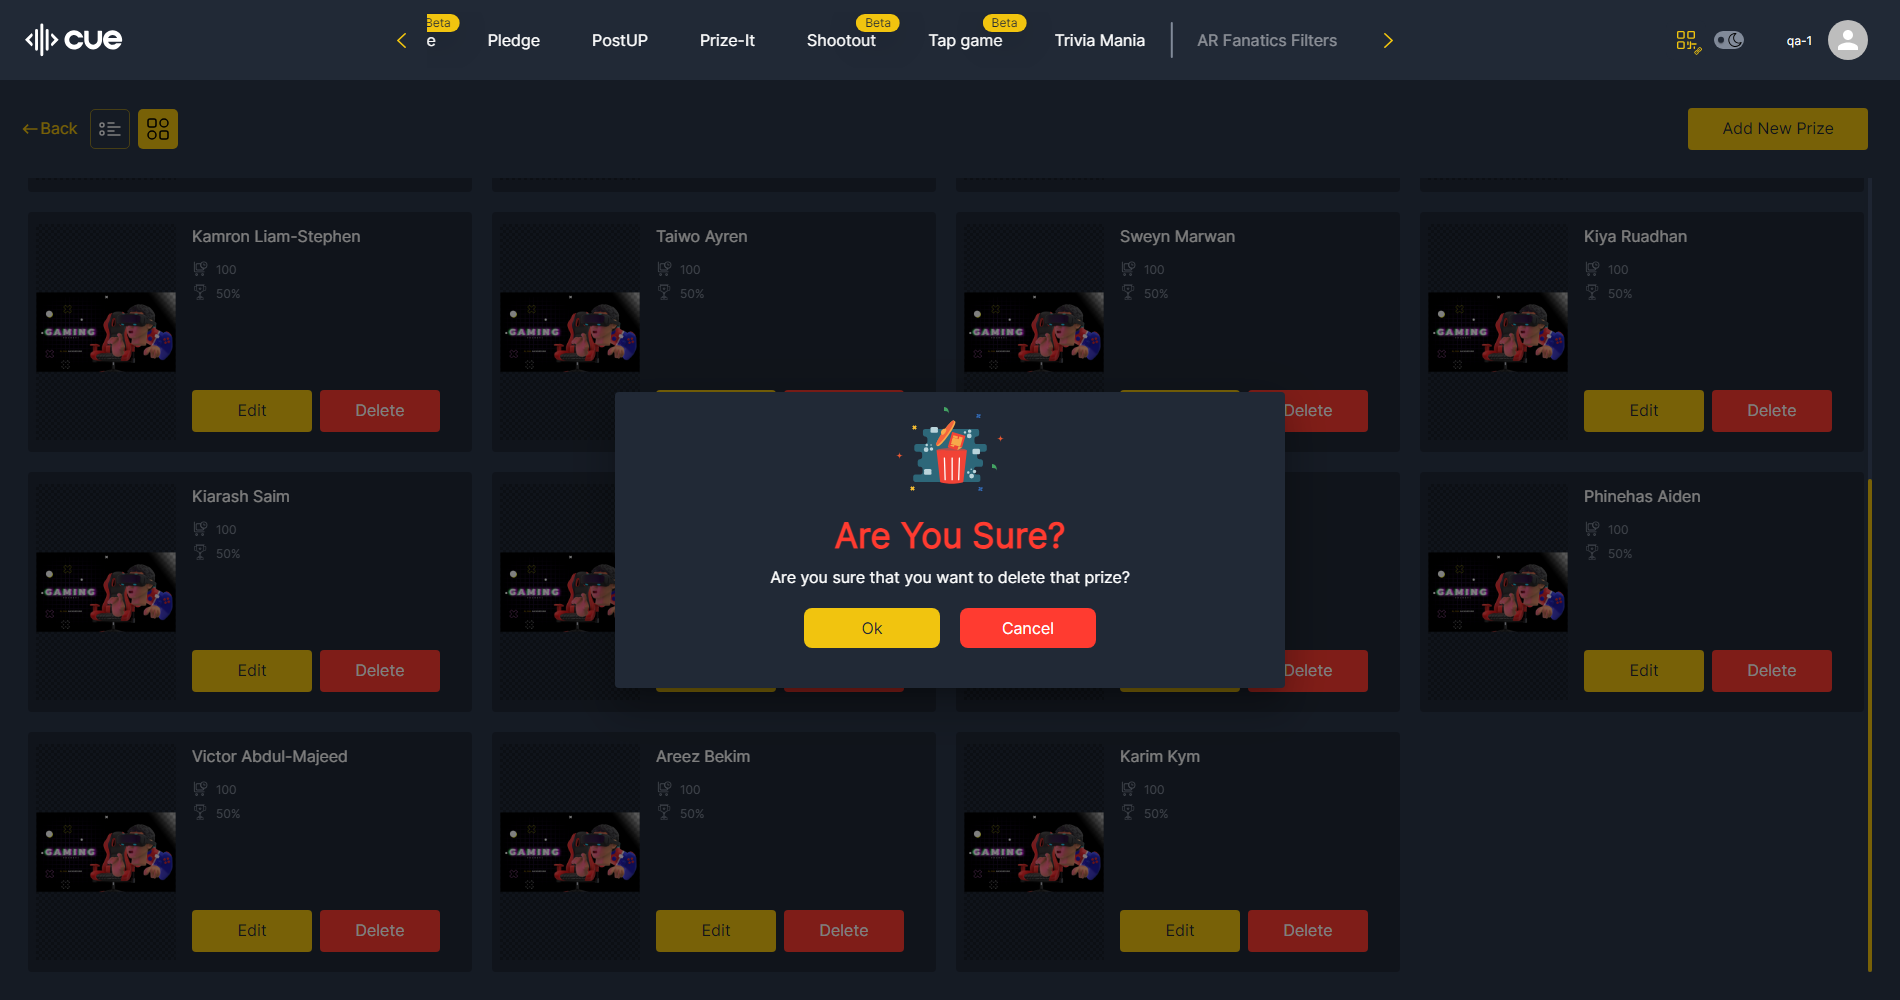 cue
Beta
e
Pledge
PostUP
Prize-It
Shootout
Beta
Tap game
Beta
Trivia Mania
AR Fanatics Filters
qa-1
Back
Add New Prize
Kamron Liam-Stephen
100
50%
GAMING
Edit
Delete
Taiwo Ayren
100
50%
GAMING
Sweyn Marwan
100
50%
GAMING
Delete
Kiya Ruadhan
100
50%
GAMING
Edit
Delete
Are You Sure?
Are you sure that you want to delete that prize?
Ok
Cancel
Kiarash Saim
100
50%
GAMING
Edit
Delete
GAMING
Delete
Phinehas Aiden
100
50%
GAMING
Edit
Delete
Victor Abdul-Majeed
100
50%
GAMING
Edit
Delete
Areez Bekim
100
50%
GAMING
Edit
Delete
Karim Kym
100
50%
GAMING
Edit
Delete